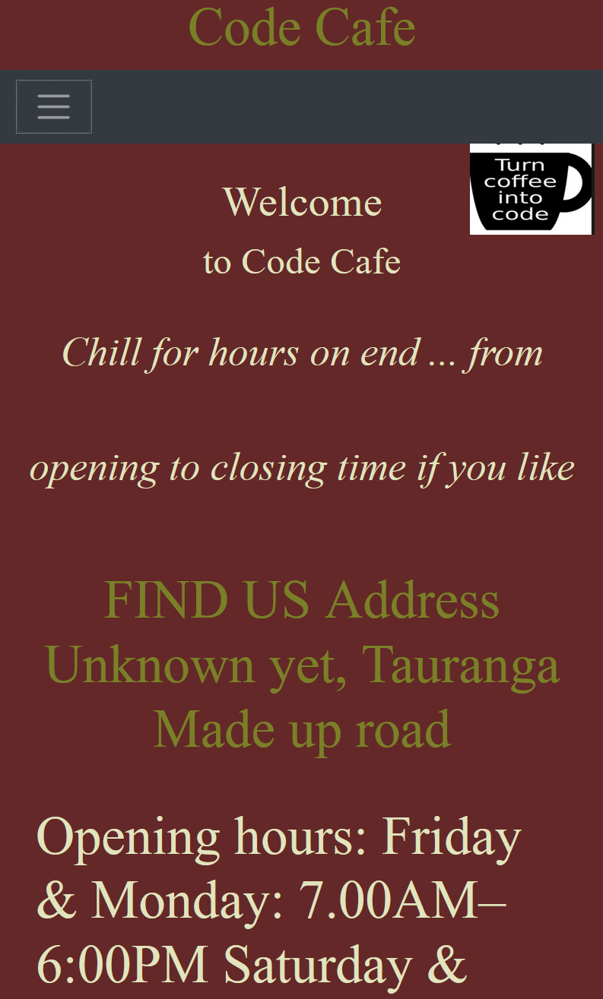 Code Cafe
Turn
coffee
into
code
Welcome
to Code Cafe
Chill for hours on end ... from
opening to closing time if you like
FIND US Address
Unknown yet, Tauranga
Made up road
Opening hours: Friday
& Monday: 7.00AM–
6:00PM Saturday &